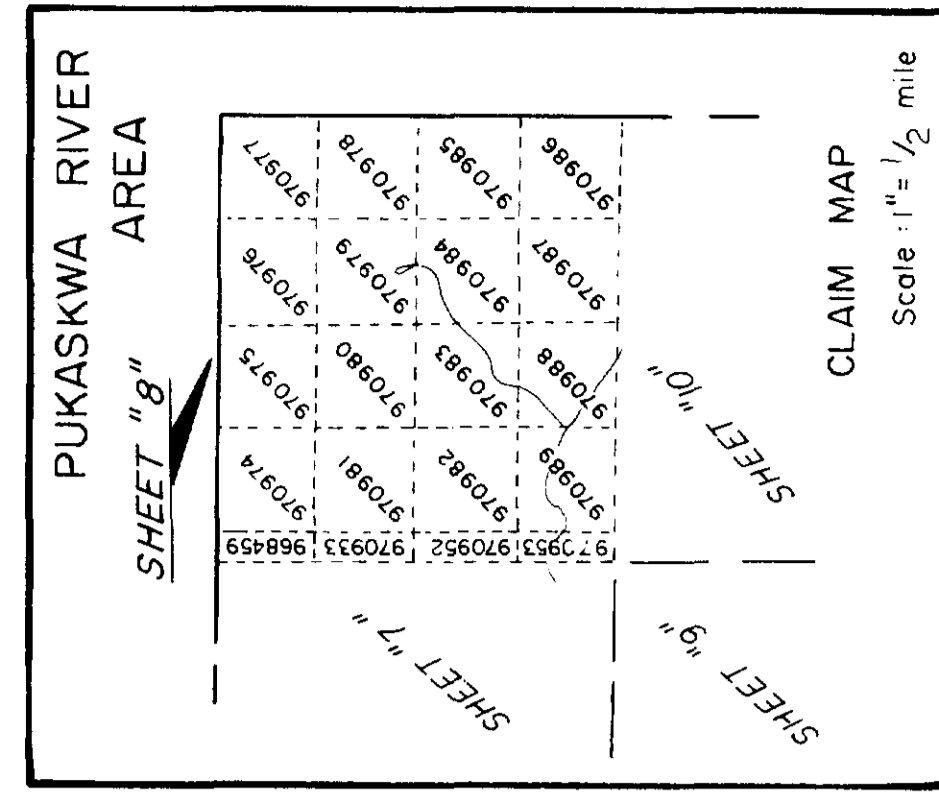 PUKASKWA RIVER
AREA
SHEET "8"
968459 970974 970975 970976 970977
970933 970981 970980 970979 970978
970952 970982 970983 970984 970985
970953 970989 970988 970987 970986
SHEET "7"
SHEET "9"
SHEET "10"
CLAIM MAP
Scale : 1" = 1/2 mile